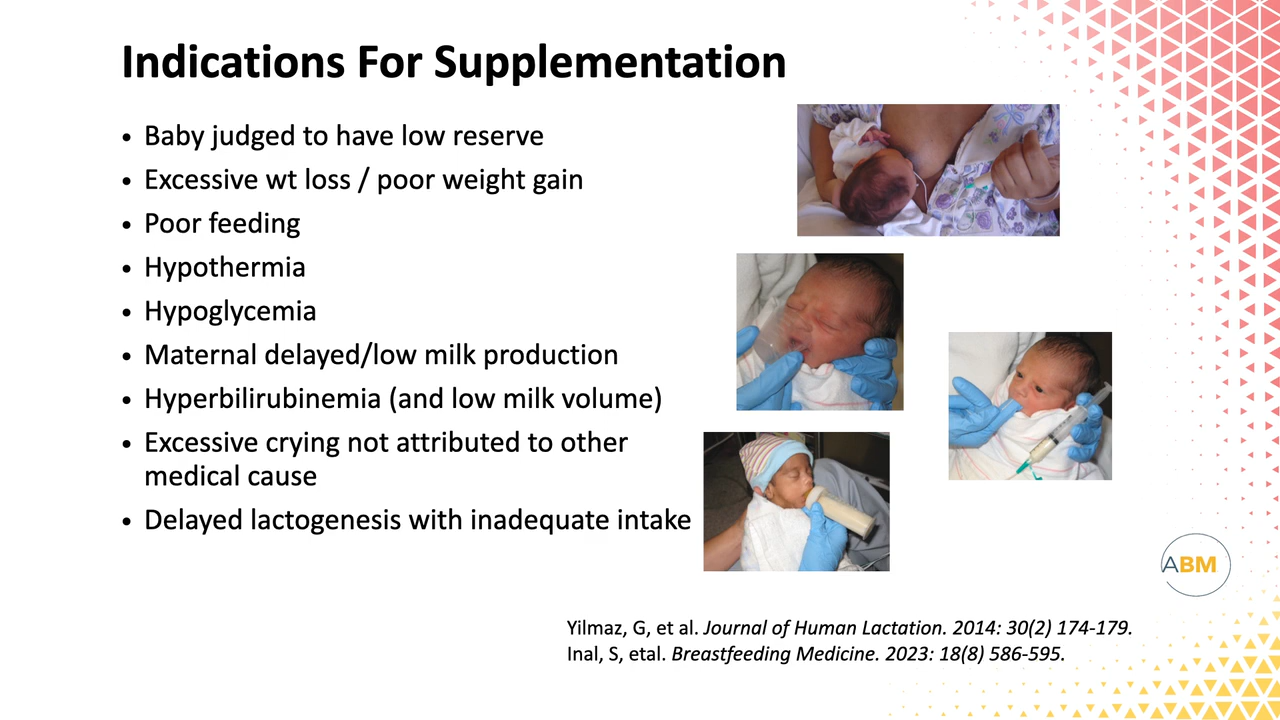 Indications For Supplementation
• Baby judged to have low reserve
• Excessive wt loss / poor weight gain
• Poor feeding
• Hypothermia
• Hypoglycemia
• Maternal delayed/low milk production
• Hyperbilirubinemia (and low milk volume)
• Excessive crying not attributed to other
medical cause
• Delayed lactogenesis with inadequate intake
ABM
Yilmaz, G, et al. Journal of Human Lactation. 2014: 30(2) 174-179.
Inal, S, etal. Breastfeeding Medicine. 2023: 18(8) 586-595.